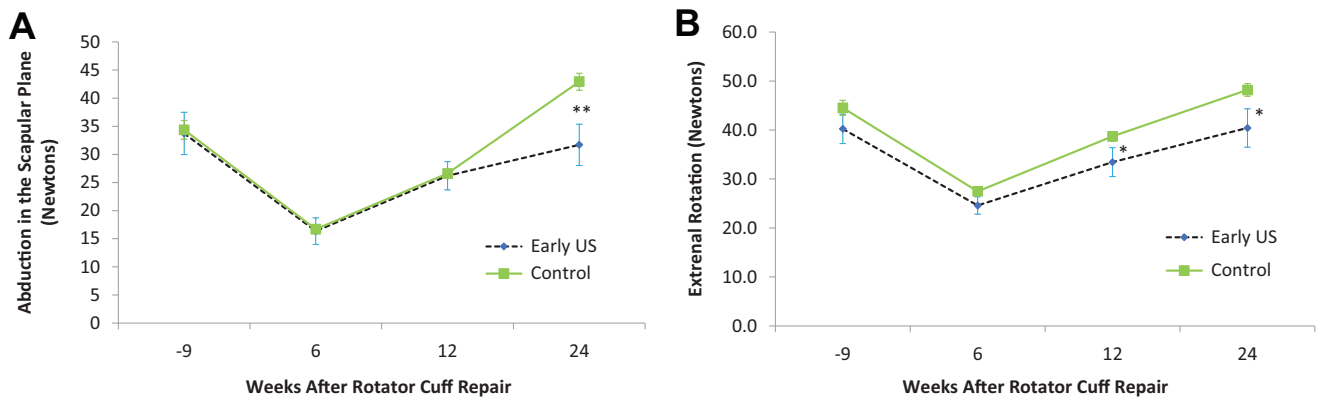 A
Abduction in the Scapular Plane
(Newtons)
50
45
40
35
30
25
20
15
10
5
0
**
Early US
Control
-9
6
12
24
Weeks After Rotator Cuff Repair
B
Extrenal Rotation (Newtons)
60.0
50.0
40.0
30.0
20.0
10.0
0.0
*
*
Early US
Control
-9
6
12
24
Weeks After Rotator Cuff Repair